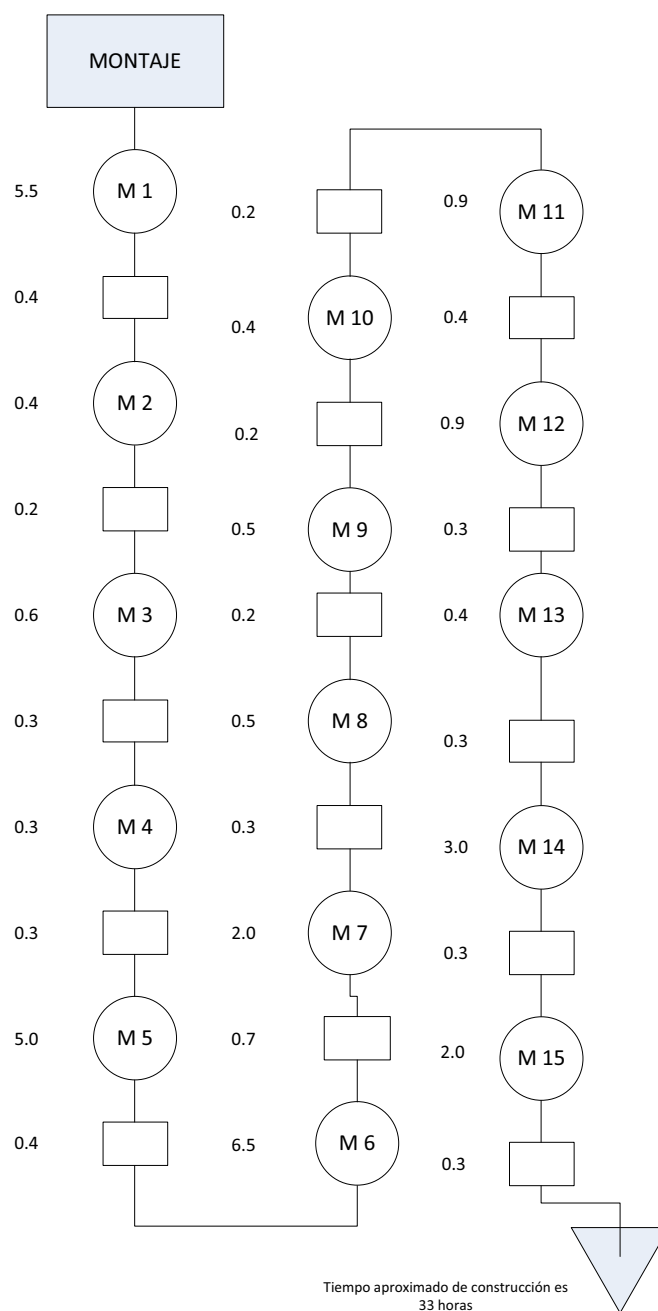 MONTAJE
5.5 M 1
0.4
0.4 M 2
0.2
0.6 M 3
0.3
0.3 M 4
0.3
5.0 M 5
0.4
6.5 M 6
0.7
2.0 M 7
0.3
0.5 M 8
0.2
0.5 M 9
0.2
0.4 M 10
0.2
0.9 M 11
0.4
0.9 M 12
0.3
0.4 M 13
0.3
3.0 M 14
0.3
2.0 M 15
0.3
Tiempo aproximado de construcción es
33 horas